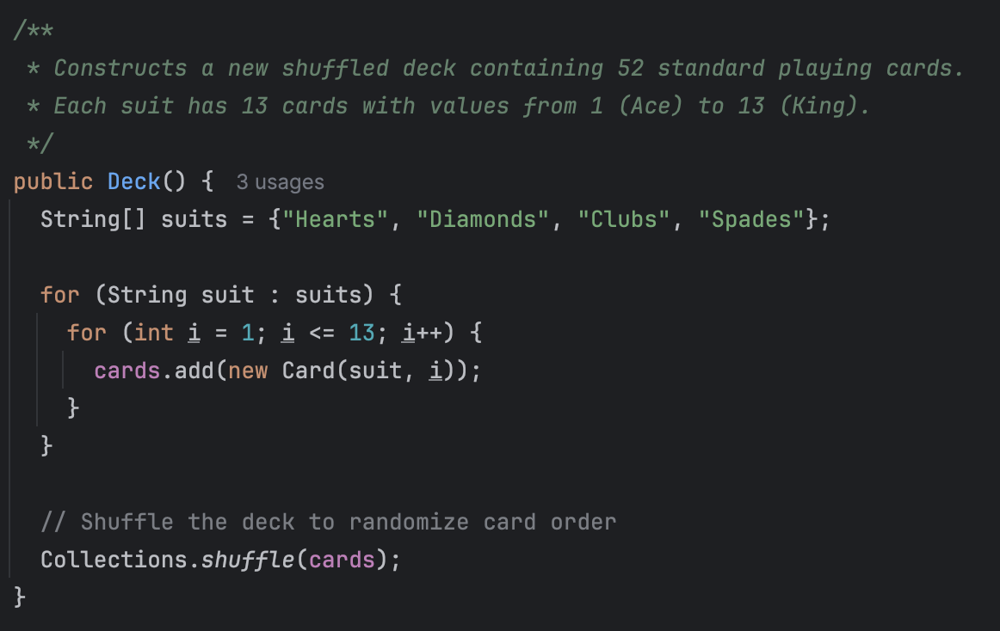 /**
 * Constructs a new shuffled deck containing 52 standard playing cards.
 * Each suit has 13 cards with values from 1 (Ace) to 13 (King).
 */
public Deck() {  3 usages
  String[] suits = {"Hearts", "Diamonds", "Clubs", "Spades"};

  for (String suit : suits) {
    for (int i = 1; i <= 13; i++) {
      cards.add(new Card(suit, i));
    }
  }

  // Shuffle the deck to randomize card order
  Collections.shuffle(cards);
}